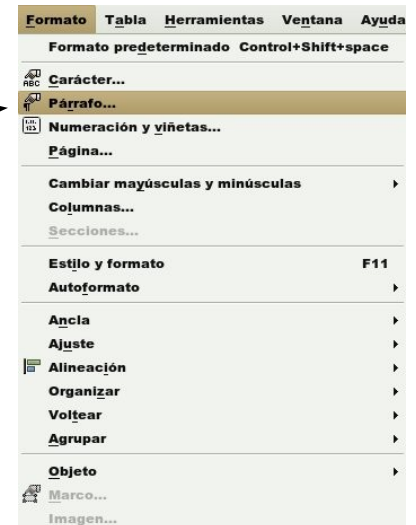 Formato Tabla Herramientas Ventana Ayuda
Formato predeterminado Control+Shift+space
ABC Carácter...
Párrafo...
Numeración y viñetas...
Página...
Cambiar mayúsculas y minúsculas
Columnas...
Secciones...
Estilo y formato F11
Autoformato
Ancla
Ajuste
Alineación
Organizar
Voltear
Agrupar
Objeto
Marco...
Imagen...